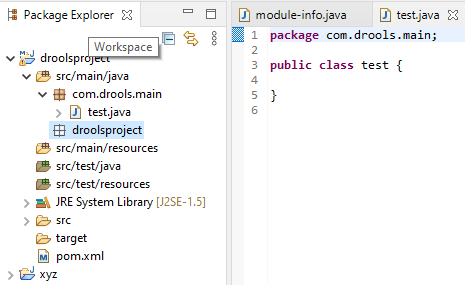 Package Explorer
Workspace
droolsproject
src/main/java
com.drools.main
test.java
droolsproject
src/main/resources
src/test/java
src/test/resources
JRE System Library [J2SE-1.5]
src
target
pom.xml
xyz
module-info.java test.java
1 package com.drools.main;
2
3 public class test {
4
5 }
6